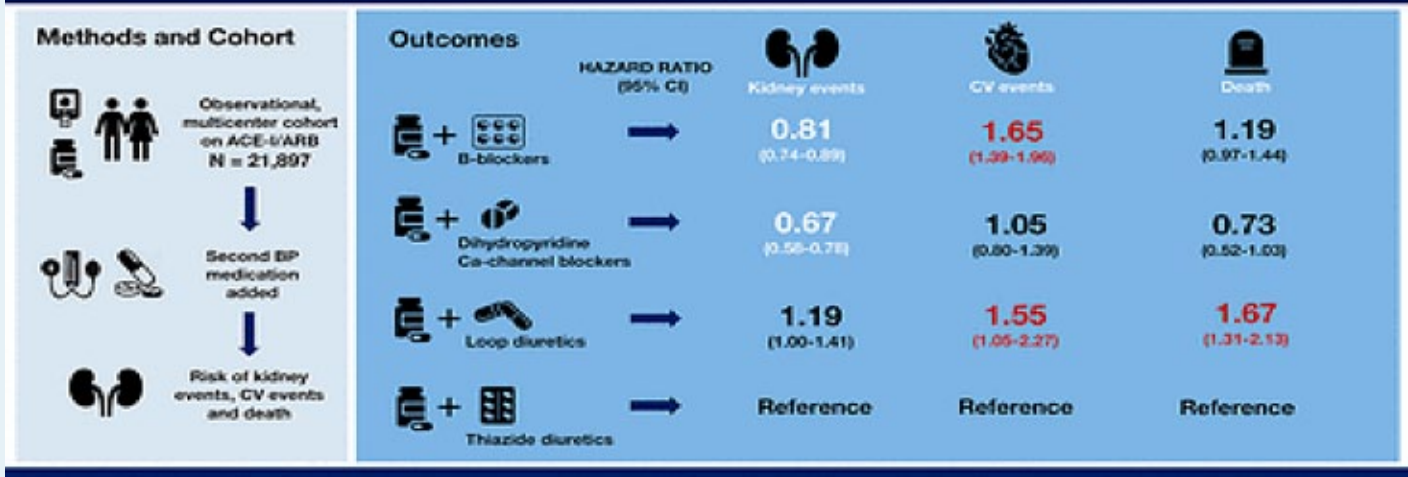 Methods and Cohort
Observational,
multicenter cohort
on ACE-I/ARB
N = 21,897
Second BP
medication
added
Risk of kidney
events, CV events
and death
Outcomes
HAZARD RATIO
(95% CI)
Kidney events
CV events
Death
+
B-blockers
0.81
(0.74-0.89)
1.65
(1.39-1.96)
1.19
(0.97-1.44)
+
Dihydropyridine
Ca-channel blockers
0.67
(0.58-0.78)
1.05
(0.80-1.39)
0.73
(0.52-1.03)
+
Loop diuretics
1.19
(1.00-1.41)
1.55
(1.05-2.27)
1.67
(1.31-2.13)
+
Thiazide diuretics
Reference
Reference
Reference